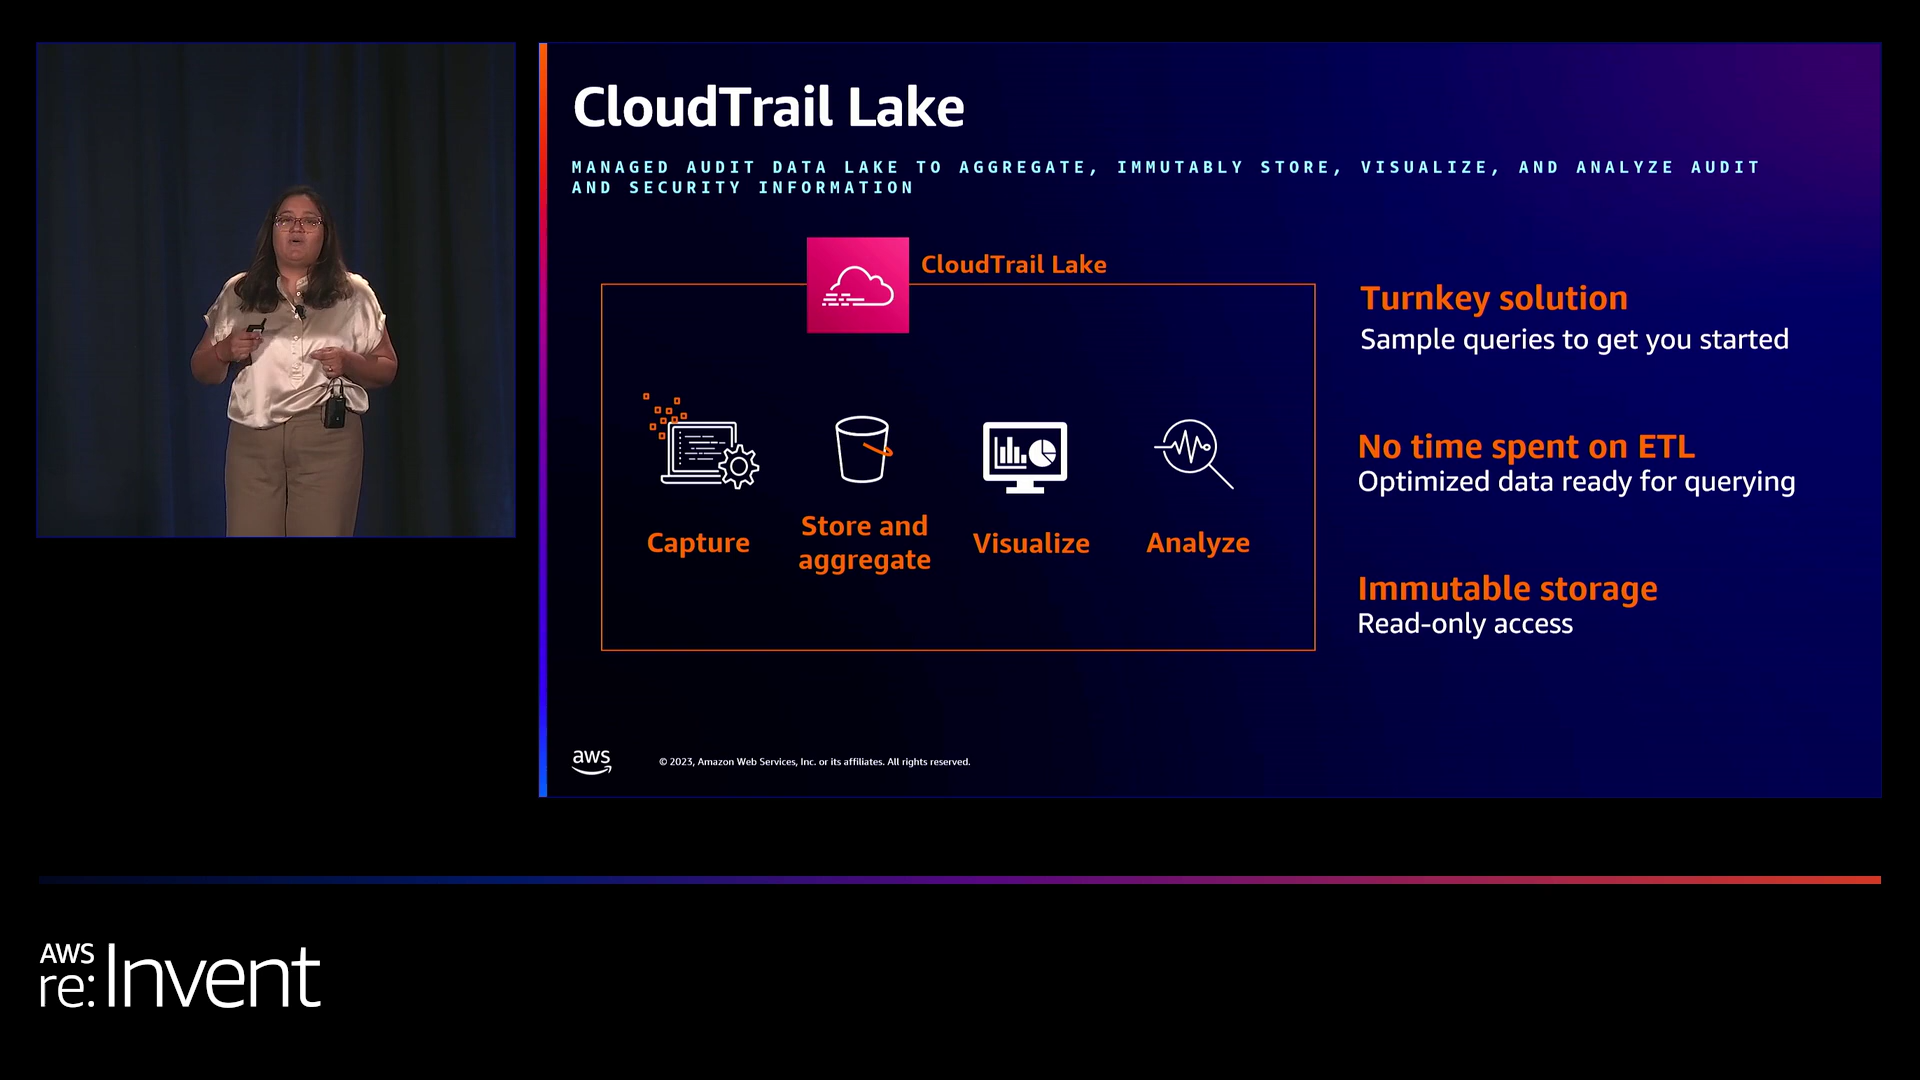 CloudTrail Lake
MANAGED AUDIT DATA LAKE TO AGGREGATE, IMMUTABLY STORE, VISUALIZE, AND ANALYZE AUDIT
AND SECURITY INFORMATION
CloudTrail Lake
Capture
Store and
aggregate
Visualize
Analyze
Turnkey solution
Sample queries to get you started
No time spent on ETL
Optimized data ready for querying
Immutable storage
Read-only access
aws
© 2023, Amazon Web Services, Inc. or its affiliates. All rights reserved.
AWS
re:Invent